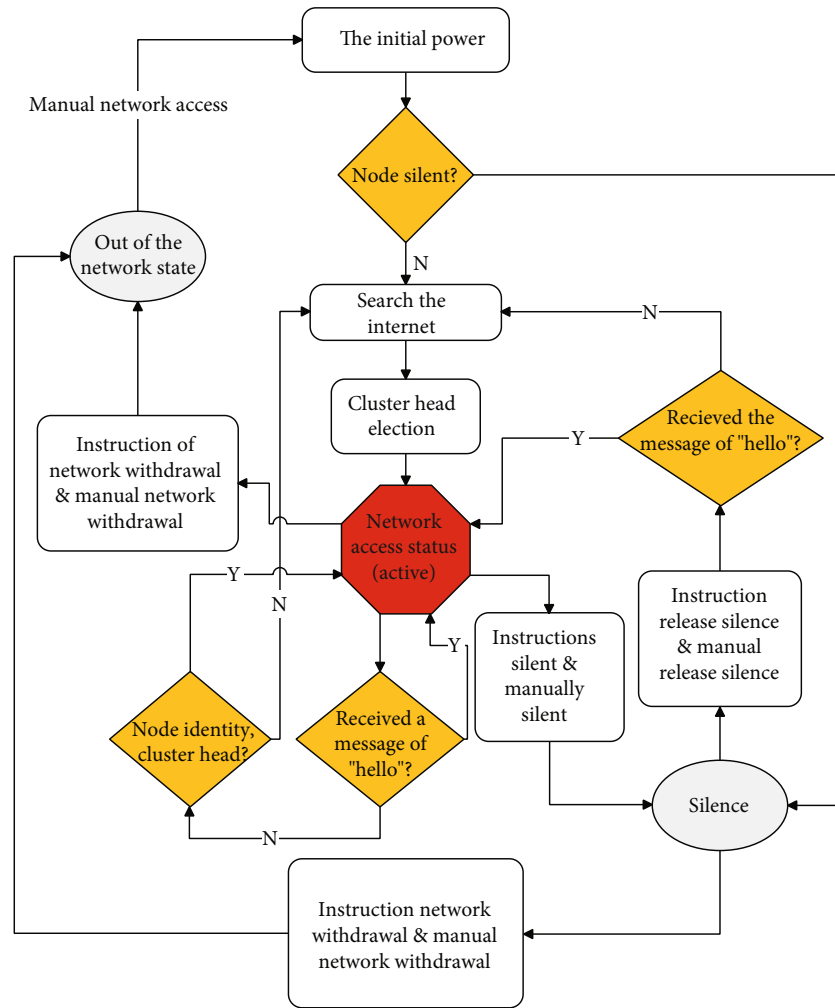 The initial power
Manual network access
Node silent?
Out of the
network state
N
Search the
internet
N
Cluster head
election
Recieved the
message of "hello"?
Y
Instruction of
network withdrawal
& manual network
withdrawal
Network
access status
(active)
Y
N
Instruction
release silence
& manual
release silence
Instructions
silent &
manually
silent
Y
Node identity,
cluster head?
Received a
message of
"hello"?
Silence
N
Instruction network
withdrawal & manual
network withdrawal